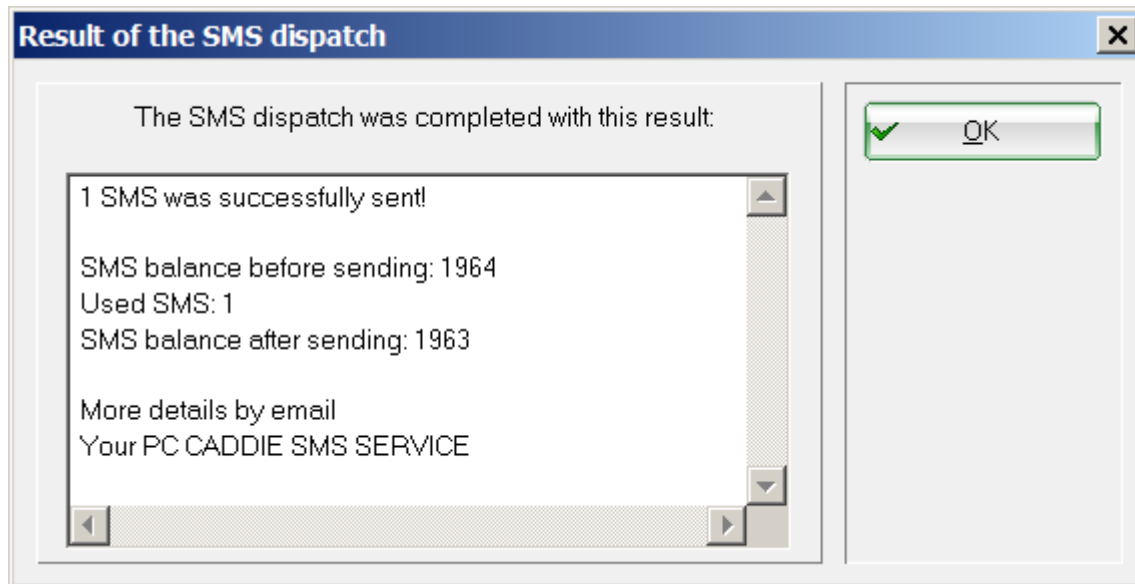 Result of the SMS dispatch
The SMS dispatch was completed with this result:
OK
1 SMS was successfully sent!
SMS balance before sending: 1964
Used SMS: 1
SMS balance after sending: 1963
More details by email
Your PC CADDIE SMS SERVICE